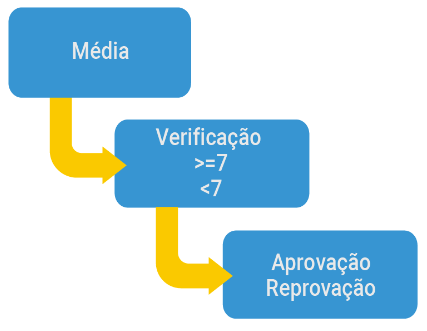 Média
Verificação
>=7
<7
Aprovação
Reprovação